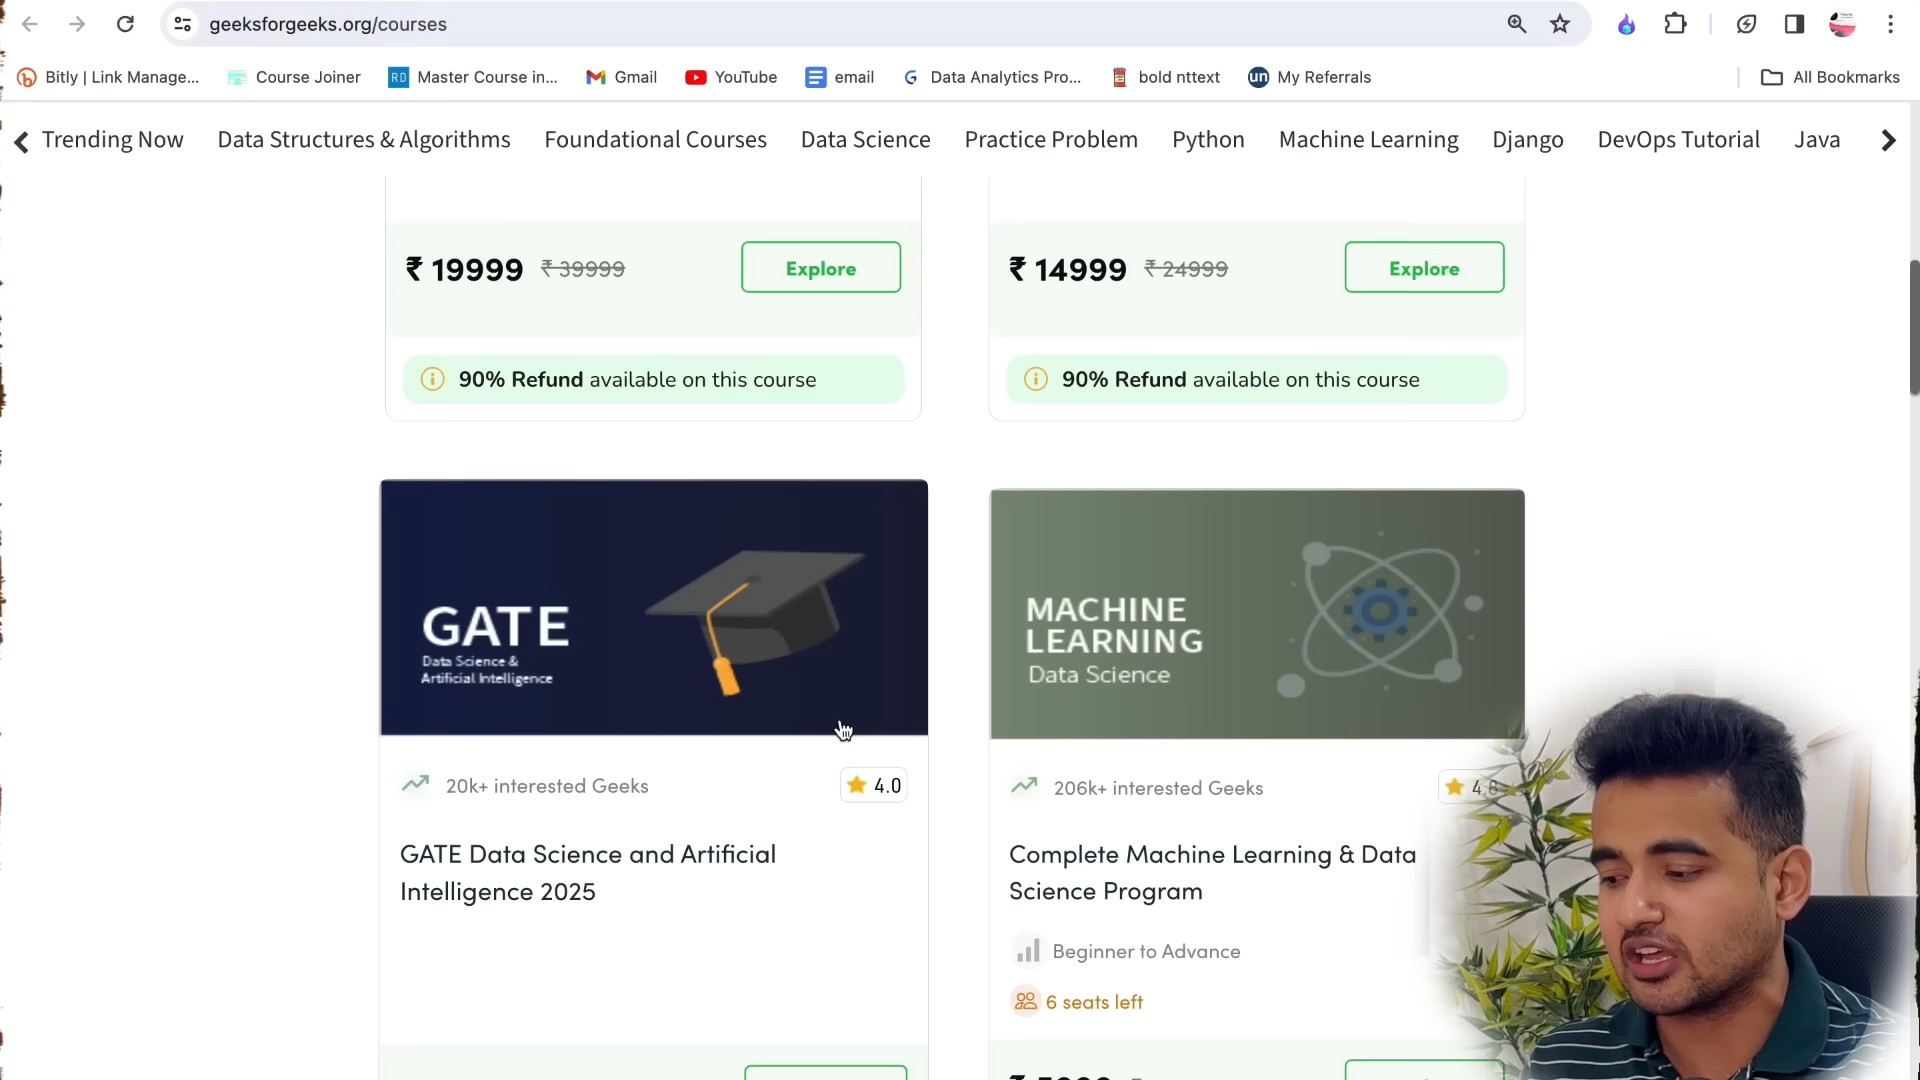 geeksforgeeks.org/courses
Bitly | Link Manage... Course Joiner RD Master Course in... Gmail YouTube email Data Analytics Pro... bold nttext un My Referrals All Bookmarks
Trending Now Data Structures & Algorithms Foundational Courses Data Science Practice Problem Python Machine Learning Django DevOps Tutorial Java
₹ 19999 ₹ 39999 Explore
₹ 14999 ₹ 24999 Explore
90% Refund available on this course
90% Refund available on this course
GATE
Data Science &
Artificial Intelligence
MACHINE
LEARNING
Data Science
20k+ interested Geeks 4.0
206k+ interested Geeks 4.8
GATE Data Science and Artificial
Intelligence 2025
Complete Machine Learning & Data
Science Program
Beginner to Advance
6 seats left